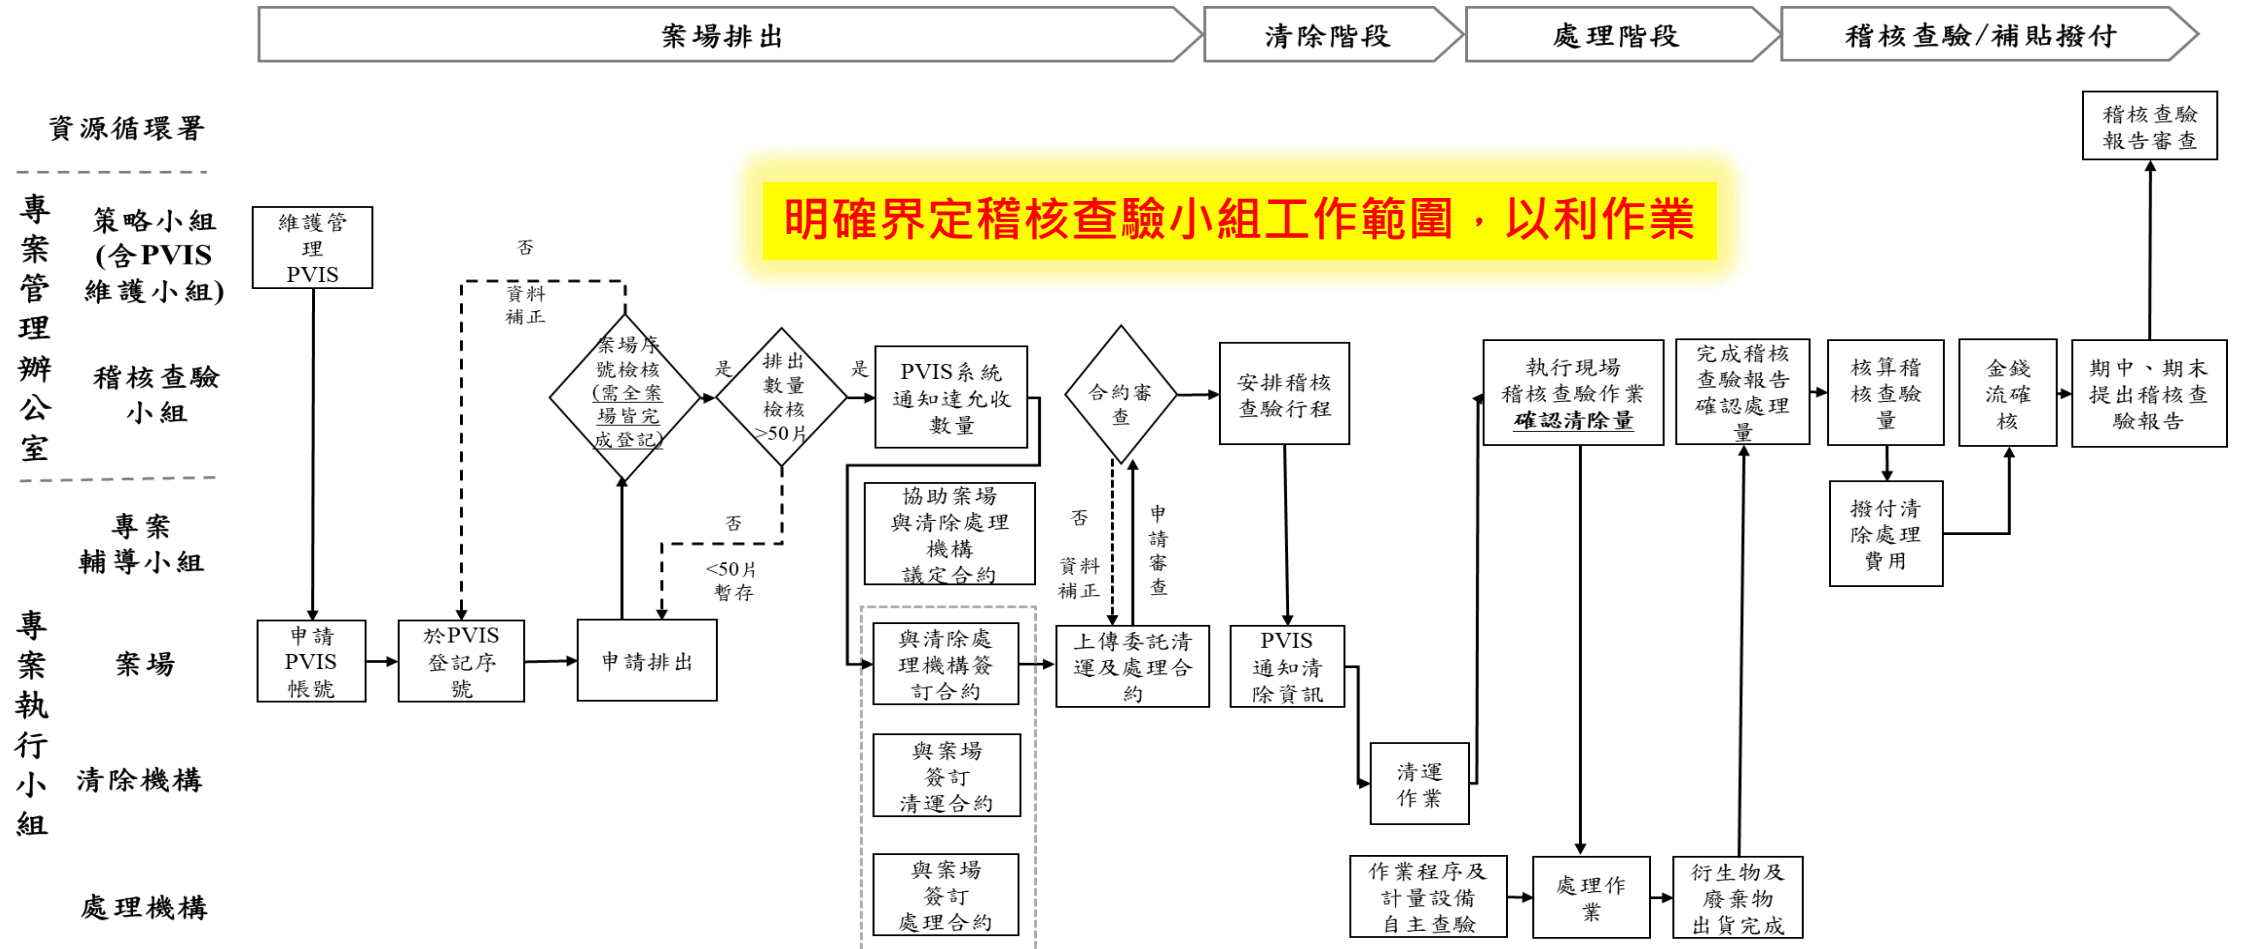 案場排出
清除階段
處理階段
稽核查驗/補貼撥付
資源循環署
稽核查驗
報告審查
專案管理辦公室
策略小組
(含PVIS
維護小組)
維護管
理
PVIS
明確界定稽核查驗小組工作範圍，以利作業
否
資料
補正
稽核查驗
小組
案場序
號檢核
(需全案
場皆完
成登記)
是
排出
數量
檢核
>50片
是
PVIS系統
通知達允收
數量
合約審
查
安排稽核
查驗行程
執行現場
稽核查驗作業
確認清除量
完成稽核
查驗報告
確認處理
量
核算稽
核查驗
量
金錢
流確
核
期中、期末
提出稽核查
驗報告
專案
輔導小組
否
<50片
暫存
協助案場
與清除處理
機構
議定合約
否
資料
補正
申請審查
撥付清
除處理
費用
專案執行小組
案場
申請
PVIS
帳號
於PVIS
登記序
號
申請排出
與清除處
理機構簽
訂合約
上傳委託清
運及處理合
約
PVIS
通知清
除資訊
清除機構
與案場
簽訂
清運合約
清運
作業
處理機構
與案場
簽訂
處理合約
作業程序及
計量設備
自主查驗
處理作
業
衍生物及
廢棄物
出貨完成